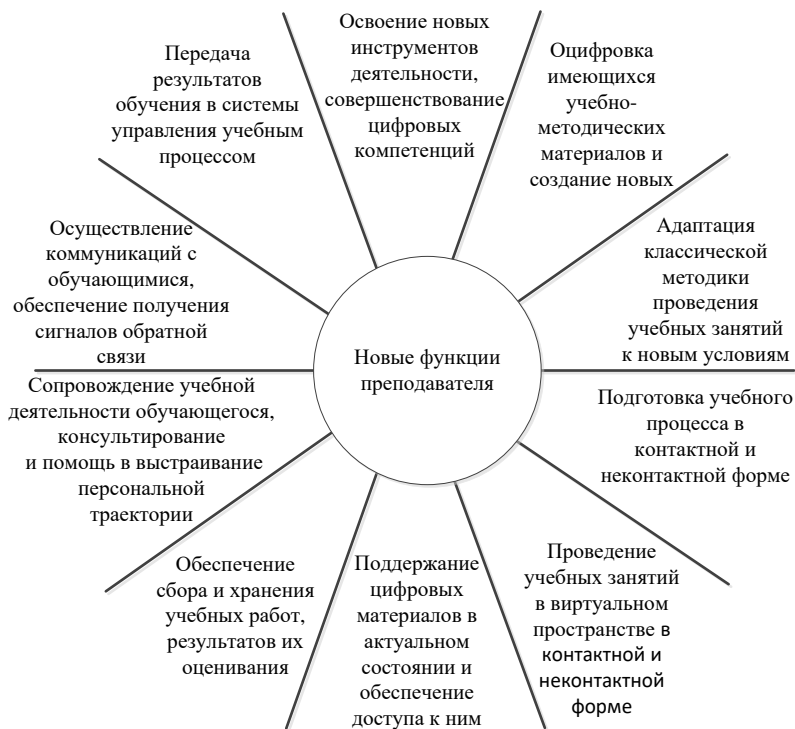 Освоение новых
инструментов
деятельности,
совершенствование
цифровых
компетенций
Оцифровка
имеющихся
учебно-
методических
материалов и
создание новых
Адаптация
классической
методики
проведения
учебных занятий
к новым условиям
Подготовка учебного
процесса в
контактной и
неконтактной форме
Проведение
учебных занятий
в виртуальном
пространстве в
контактной и
неконтактной
форме
Поддержание
цифровых
материалов в
актуальном
состоянии и
обеспечение
доступа к ним
Обеспечение
сбора и хранения
учебных работ,
результатов их
оценивания
Сопровождение учебной
деятельности обучающегося,
консультирование
и помощь в выстраивание
персональной
траектории
Осуществление
коммуникаций с
обучающимися,
обеспечение получения
сигналов обратной
связи
Передача
результатов
обучения в системы
управления учебным
процессом
Новые функции
преподавателя